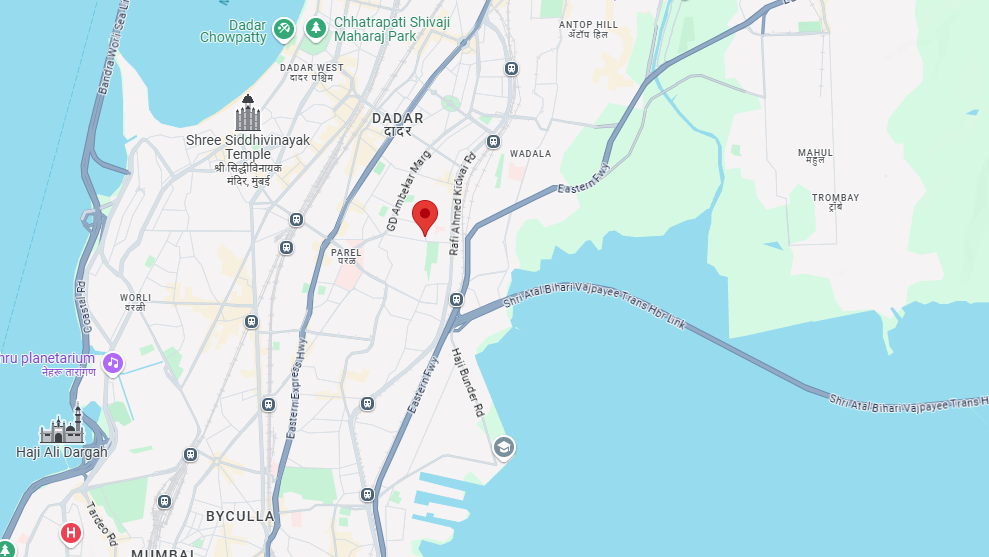 Bandra Worli Sea Li
Dadar
Chowpatty
Chhatrapati Shivaji
Maharaj Park
ANTOP HILL
अँटॉप हिल
DADAR WEST
दादर पश्चिम
DADAR
दादर
Shree Siddhivinayak
Temple
श्री सिद्धीविनायक
मंदिर, मुंबई
WADALA
MAHUL
महुल
GD Ambekar Marg
Rafi Ahmed Kidwai Rd
Eastern Fwy
TROMBAY
ट्रॉंबे
PAREL
परळ
WORLI
वरळी
Coastal Rd
Shri Atal Bihari Vajpayee Trans Hbr Link
hru planetarium
नेहरू तारांगण
Eastern Express Hwy
Eastern Fwy
Haji Bunder Rd
Shri Atal Bihari Vajpayee Trans H
Haji Ali Dargah
Tardeo Rd
H
BYCULLA
MUMBAI